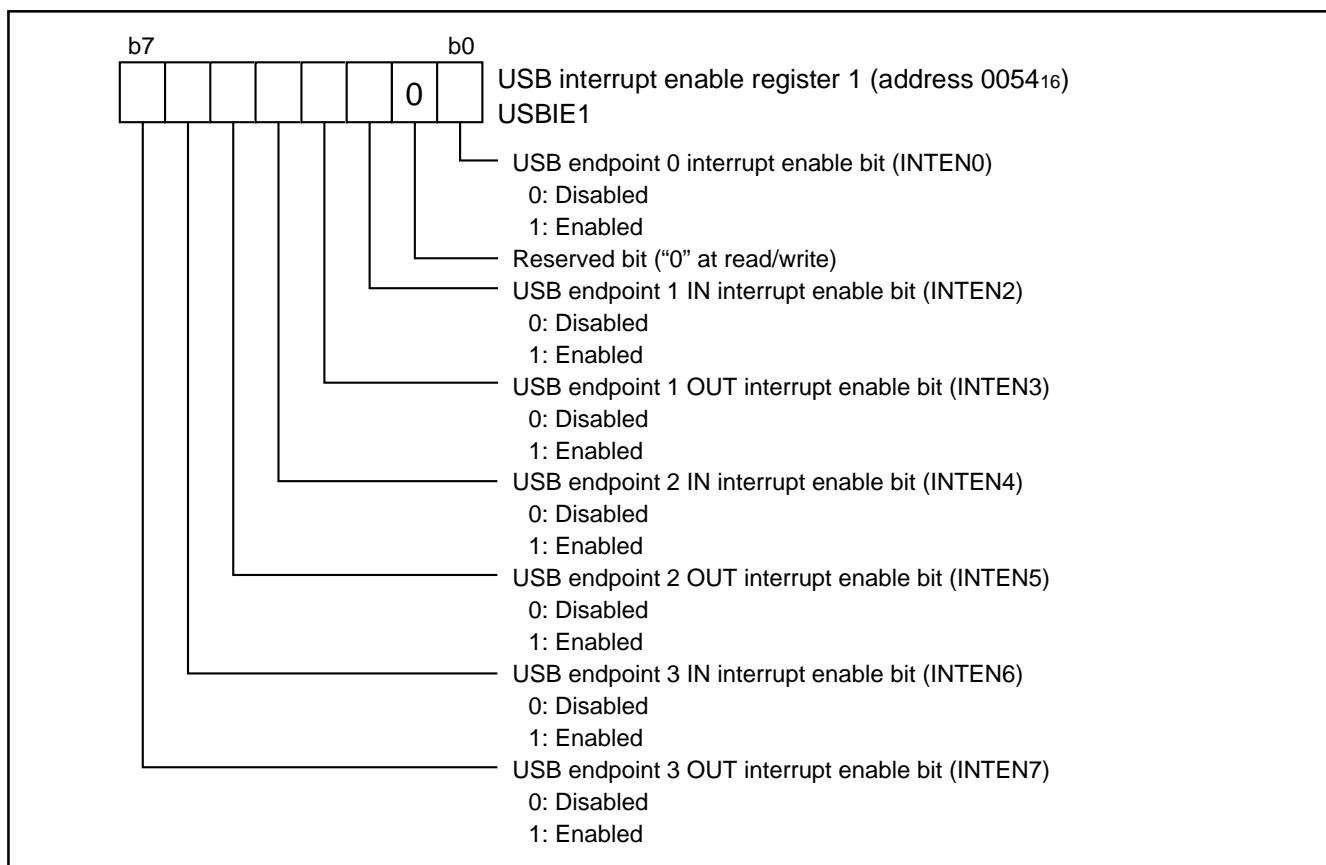 b7 b0
0
USB interrupt enable register 1 (address 0054₁₆)
USBIE1
USB endpoint 0 interrupt enable bit (INTEN0)
0: Disabled
1: Enabled
Reserved bit (“0” at read/write)
USB endpoint 1 IN interrupt enable bit (INTEN2)
0: Disabled
1: Enabled
USB endpoint 1 OUT interrupt enable bit (INTEN3)
0: Disabled
1: Enabled
USB endpoint 2 IN interrupt enable bit (INTEN4)
0: Disabled
1: Enabled
USB endpoint 2 OUT interrupt enable bit (INTEN5)
0: Disabled
1: Enabled
USB endpoint 3 IN interrupt enable bit (INTEN6)
0: Disabled
1: Enabled
USB endpoint 3 OUT interrupt enable bit (INTEN7)
0: Disabled
1: Enabled